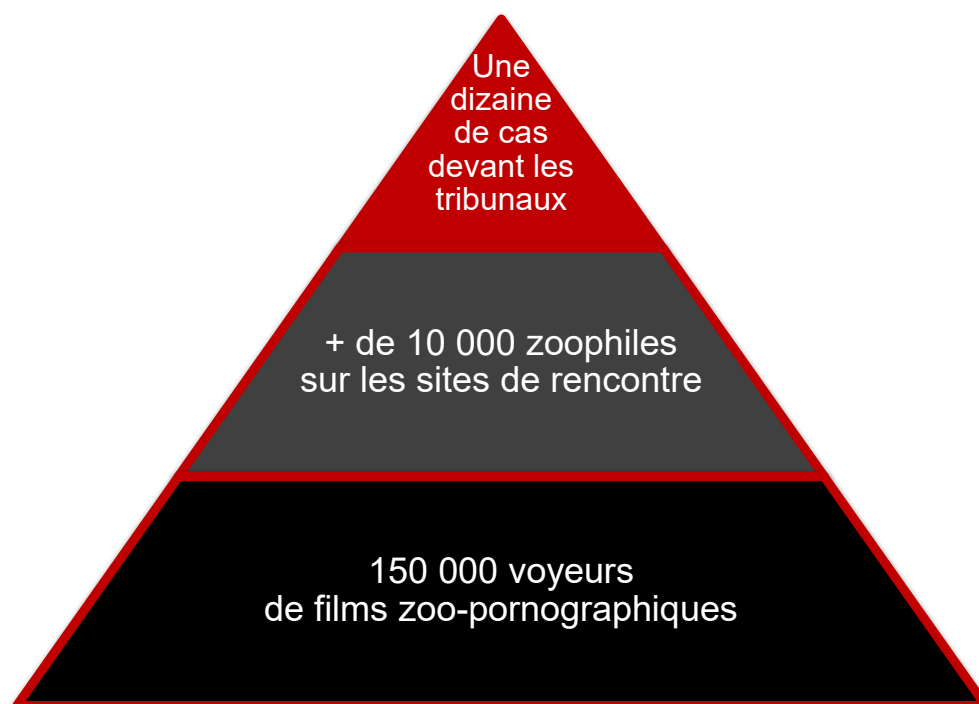 Une
dizaine
de cas
devant les
tribunaux
+ de 10 000 zoophiles
sur les sites de rencontre
150 000 voyeurs
de films zoo-pornographiques